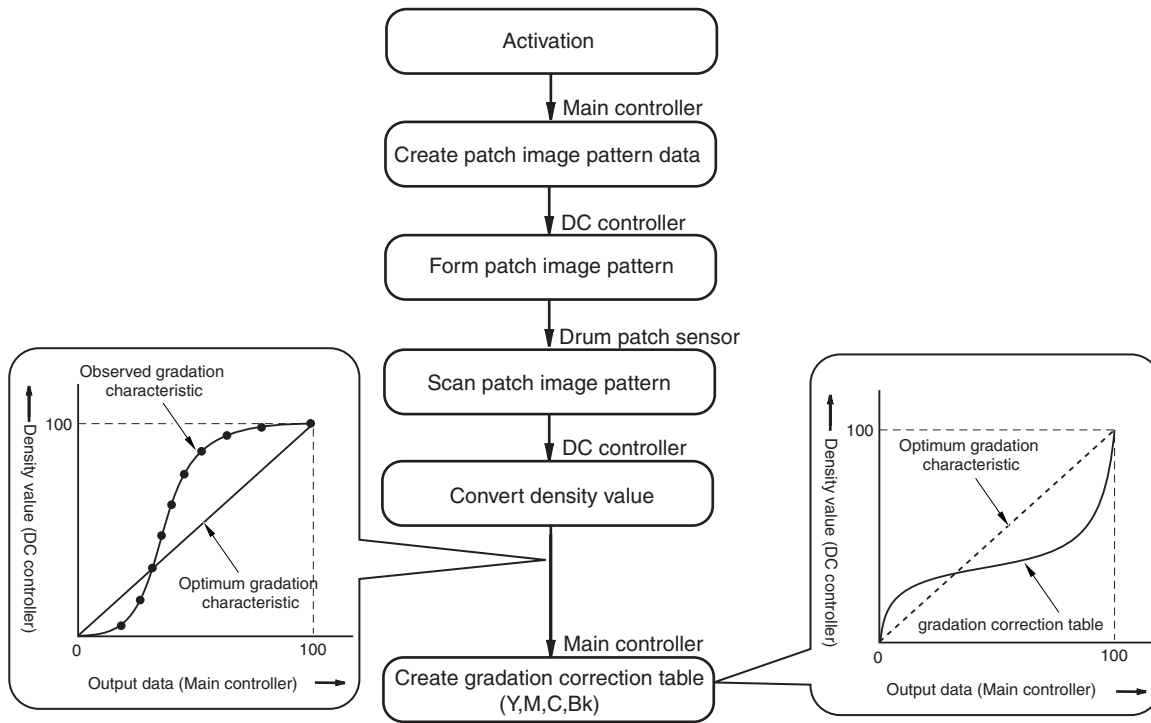 Activation
Main controller
Create patch image pattern data
DC controller
Form patch image pattern
Drum patch sensor
Scan patch image pattern
DC controller
Convert density value
Main controller
Create gradation correction table
(Y,M,C,Bk)
Observed gradation
characteristic
100
Density value (DC controller)
Optimum gradation
characteristic
0
100
Output data (Main controller)
100
Density value (DC controller)
Optimum gradation
characteristic
gradation correction table
0
100
Output data (Main controller)